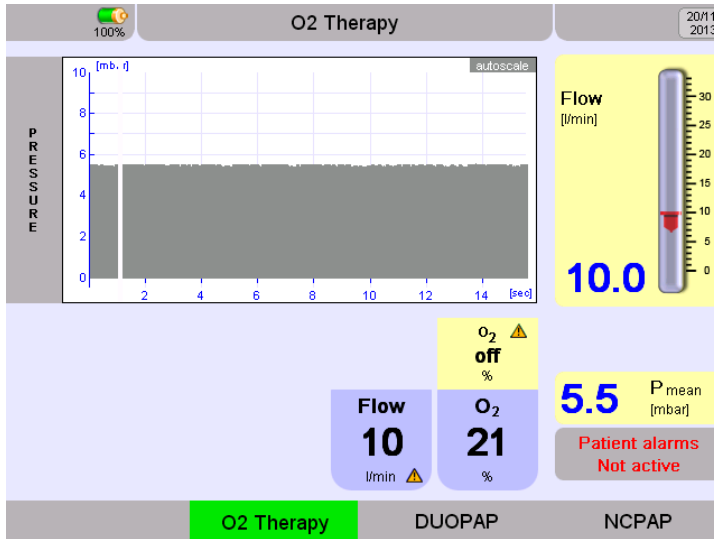 100%
O2 Therapy
20/11
2013
PRESSURE
[mb. r]
autoscale
10
8
6
4
2
0
2 4 6 8 10 12 14 [sec]
Flow
[l/min]
30
25
20
15
10
5
0
10.0
O2
off
%
Flow
10
l/min
O2
21
%
5.5 P mean
[mbar]
Patient alarms
Not active
O2 Therapy DUOPAP NCPAP